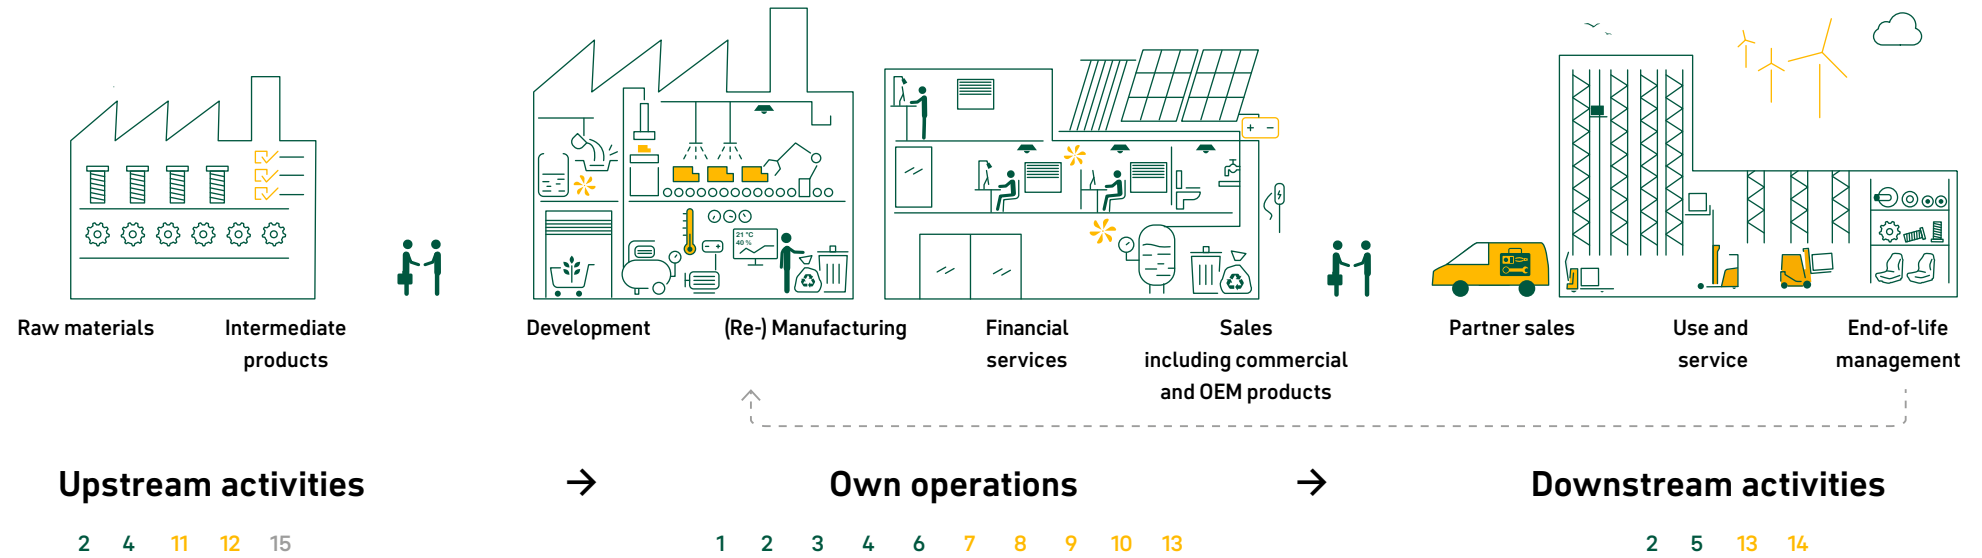 21 °C
40 %
+ −
- +
Raw materials
Intermediate
products
Development
(Re-) Manufacturing
Financial
services
Sales
including commercial
and OEM products
Partner sales
Use and
service
End-of-life
management
Upstream activities → Own operations → Downstream activities
2 4 11 12 15
1 2 3 4 6 7 8 9 10 13
2 5 13 14